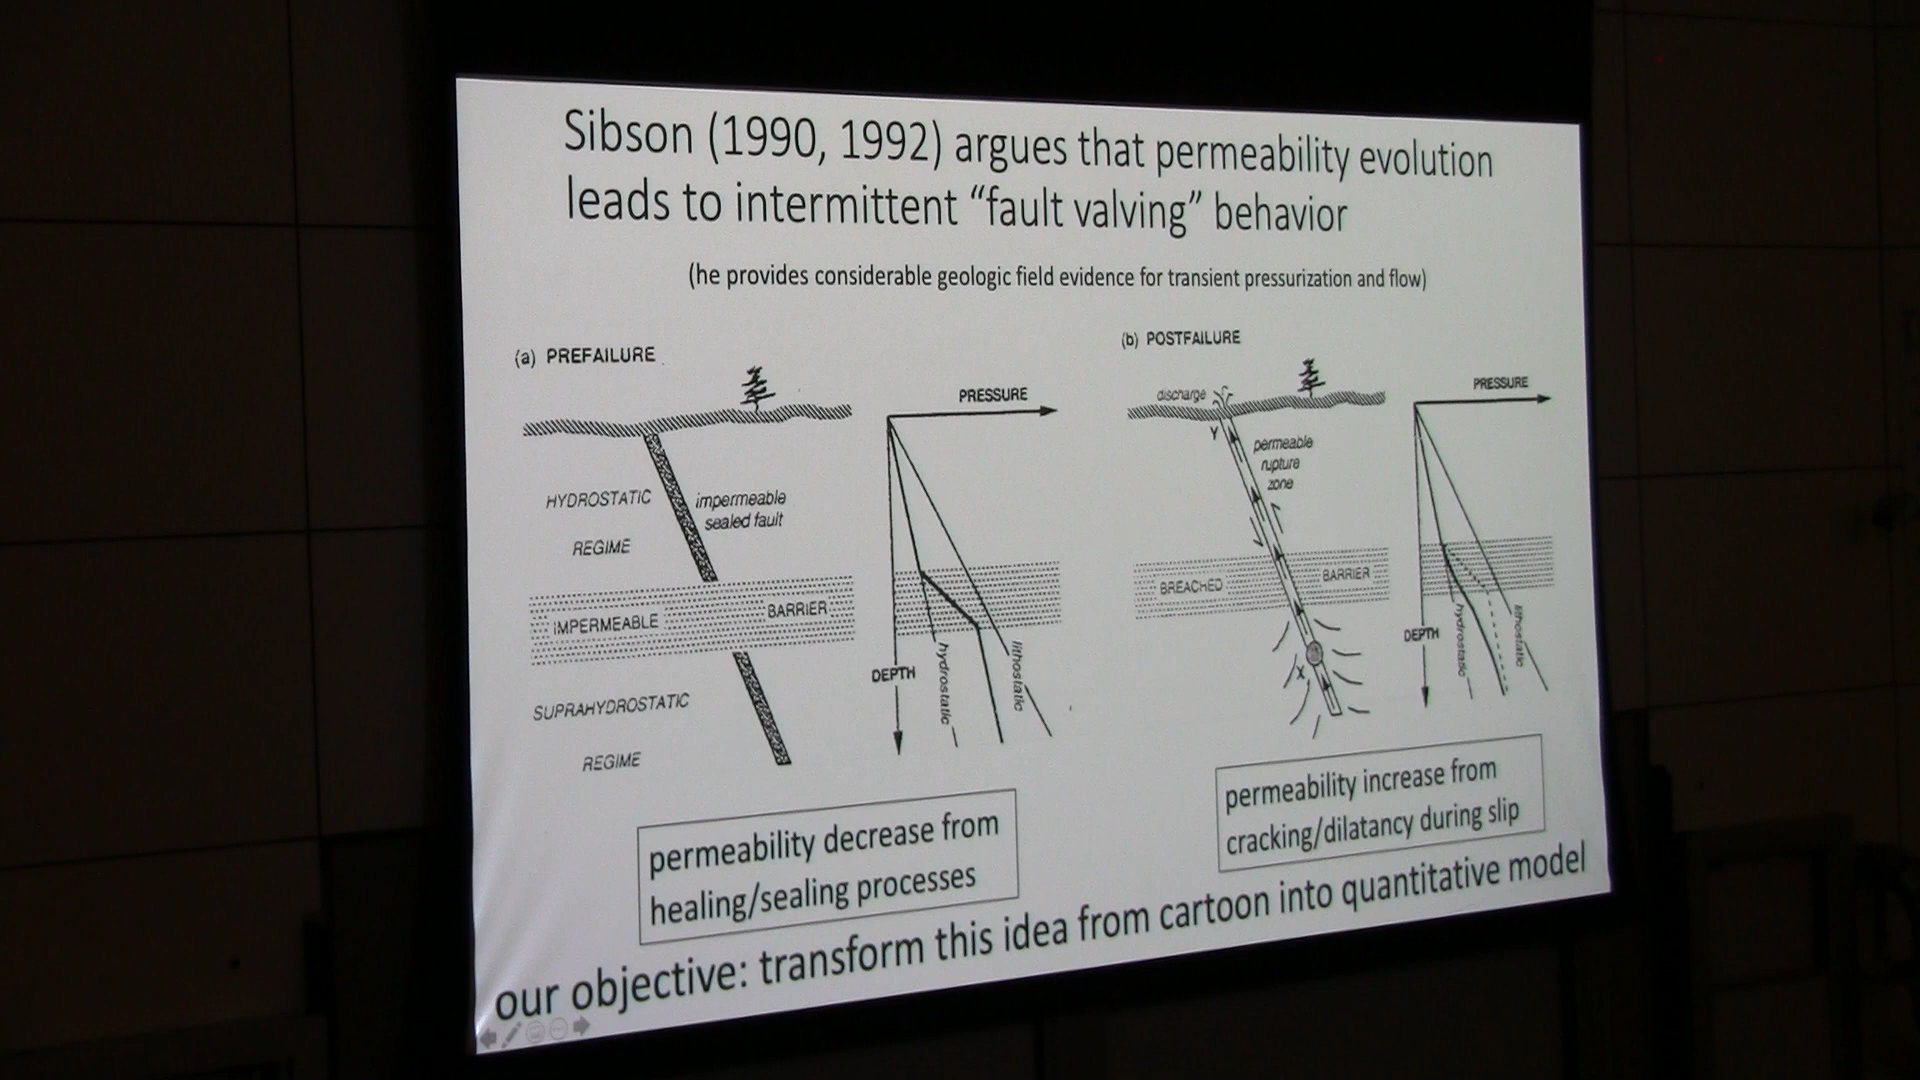 Sibson (1990, 1992) argues that permeability evolution
leads to intermittent “fault valving” behavior
(he provides considerable geologic field evidence for transient pressurization and flow)
(a) PREFAILURE
PRESSURE
HYDROSTATIC
REGIME
impermeable
sealed fault
IMPERMEABLE
BARRIER
SUPRAHYDROSTATIC
REGIME
DEPTH
hydrostatic
lithostatic
permeability decrease from
healing/sealing processes
(b) POSTFAILURE
discharge
PRESSURE
Y
permeable
rupture
zone
BREACHED
BARRIER
X
DEPTH
hydrostatic
lithostatic
permeability increase from
cracking/dilatancy during slip
our objective: transform this idea from cartoon into quantitative model